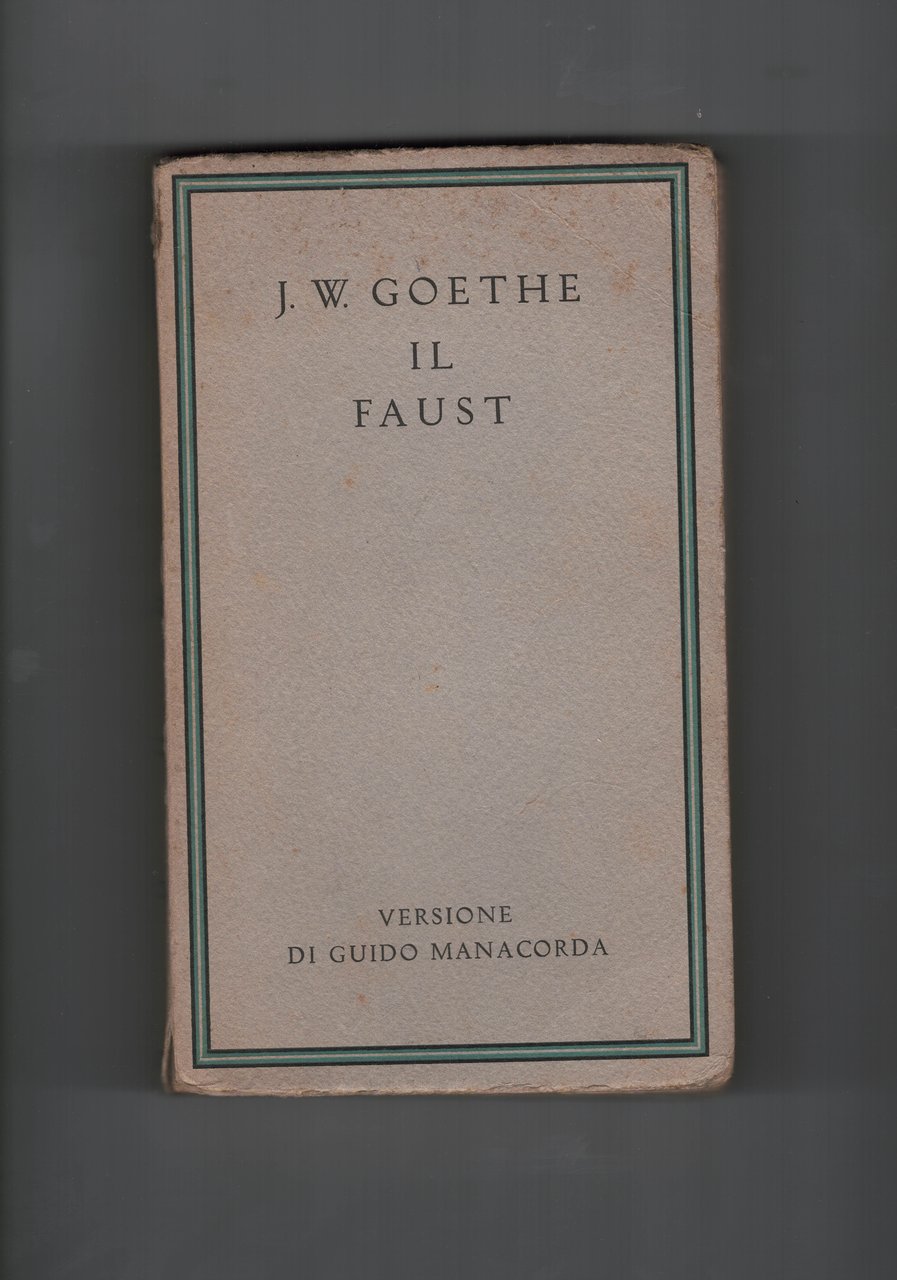 J. W. GOETHE
IL
FAUST
VERSIONE
DI GUIDO MANACORDA